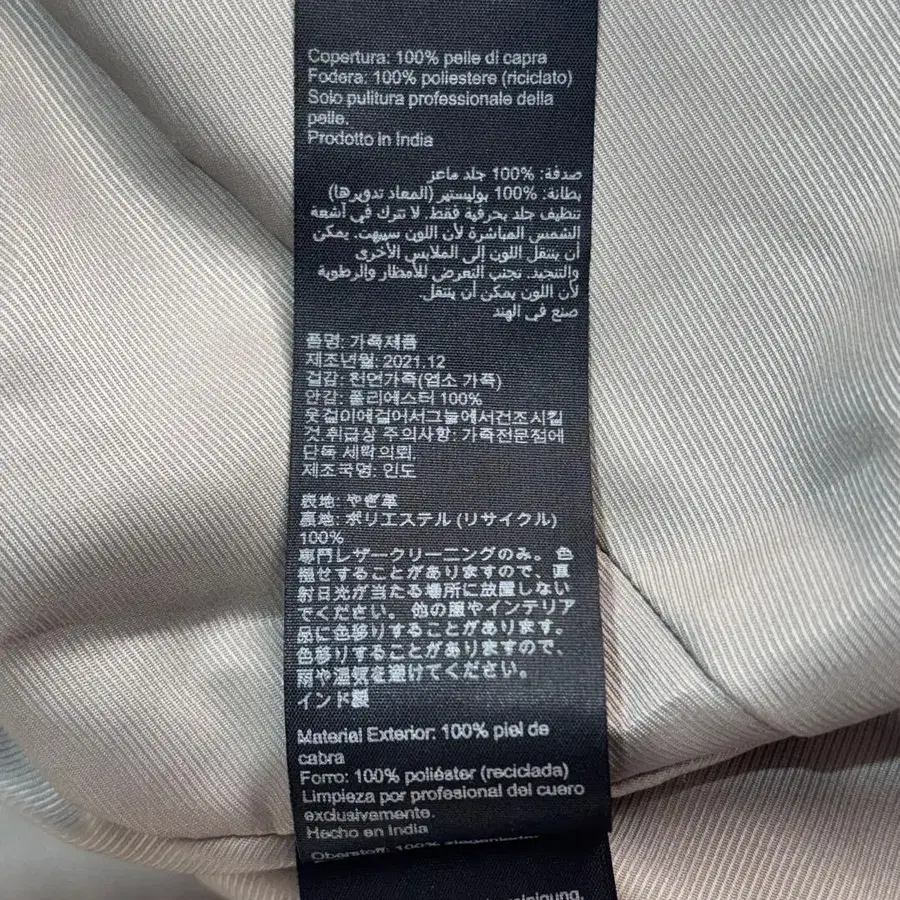 Copertura: 100% pelle di capra
Fodera: 100% poliestere (riciclato)
Solo pulitura professionale della
pelle.
Prodotto in India
صدفة: 100% جلد ماعز
بطانة: 100% بوليستير (المعاد تدويرها)
تنظيف جلد بحرفية فقط. لا تترك في أشعة
الشمس المباشرة لأن اللون سيبهت. يمكن
أن ينتقل اللون إلى الملابس الأخرى
والتنجيد. تجنب التعرض للأمطار والرطوبة
لأن اللون يمكن أن ينتقل.
صنع في الهند
품명: 가죽제품
제조년월: 2021.12
겉감: 천연가죽(염소 가죽)
안감: 폴리에스터 100%
옷걸이에걸어서그늘에서건조시킬
것.취급상 주의사항: 가죽전문점에
단독 세탁의뢰.
제조국명: 인도
表地: やぎ革
裏地: ポリエステル (リサイクル)
100%
専門レザークリーニングのみ。色
褪せすることがありますので、直
射日光が当たる場所に放置しない
でください。他の服やインテリア
品に色移りすることがあります。
色移りすることがありますので、
雨や湿気を避けてください。
インド製
Material Exterior: 100% piel de
cabra
Forro: 100% poliéster (reciclada)
Limpieza por profesional del cuero
exclusivamente.
Hecho en India
Oberstoff: 100%